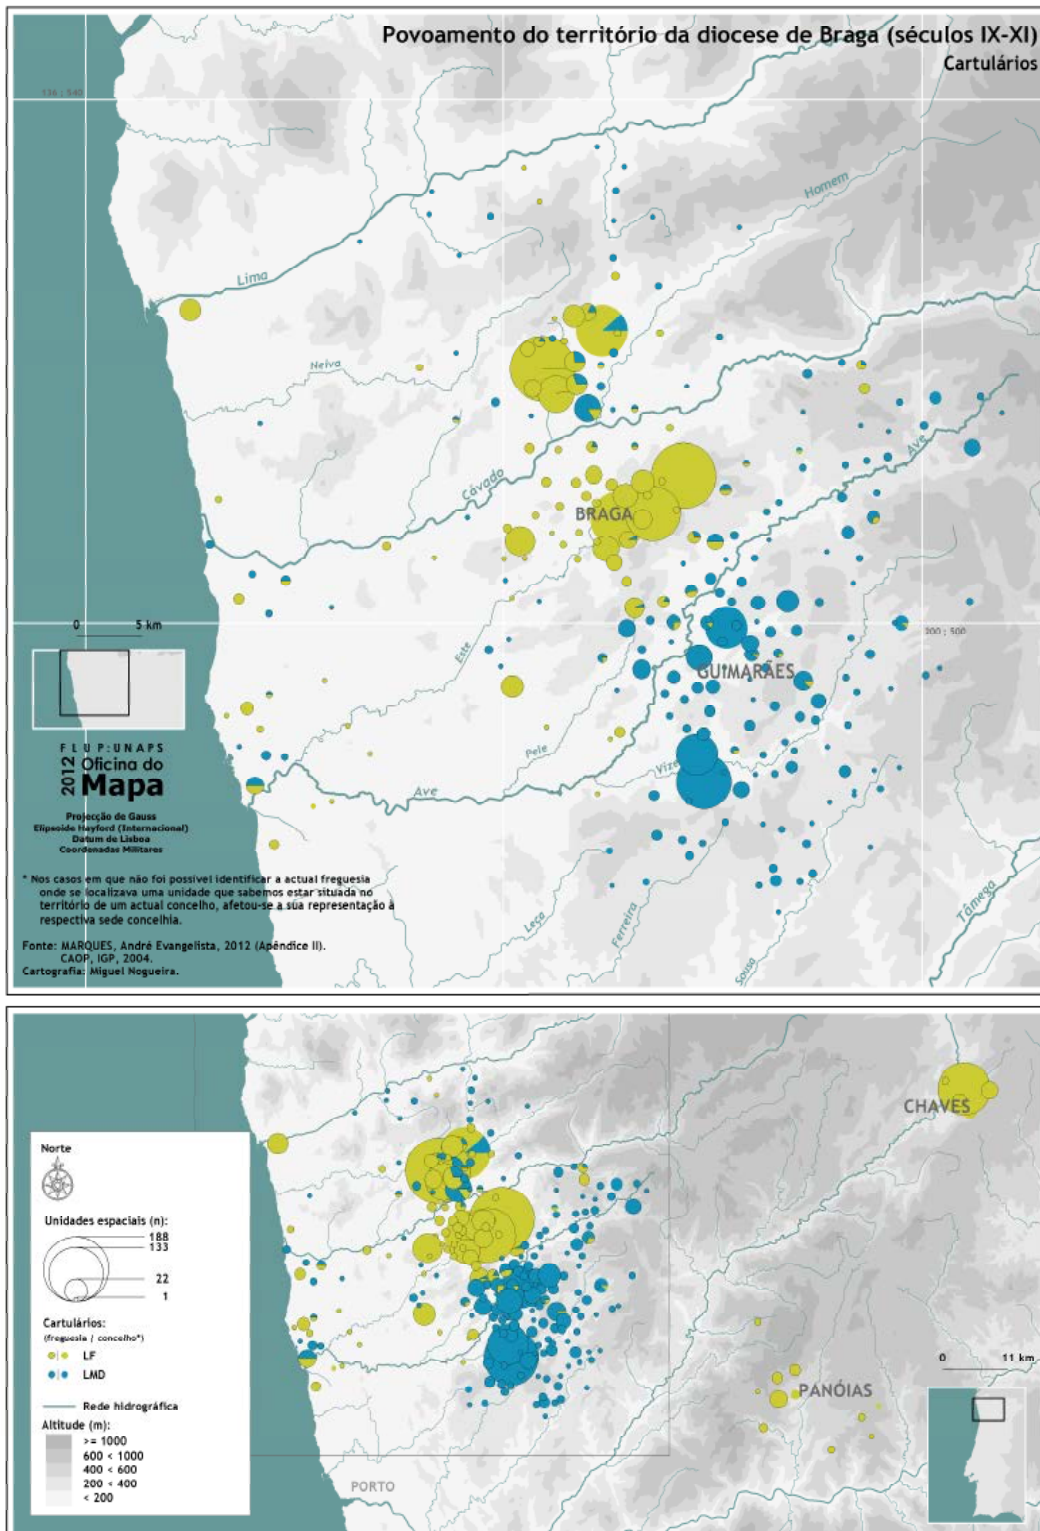 Povoamento do território da diocese de Braga (séculos IX-XI)
Cartulários
136 ; 540
Homem
Lima
Neiva
Ave
Cávado
BRAGA
0 5 km
Este
200 ; 500
GUIMARÃES
FLUP:UNAPS
2012 Oficina do
Mapa
Pele
Vize
Ave
Projecção de Gauss
Elipsoide Hayford (Internacional)
Datum de Lisboa
Coordenadas Militares
* Nos casos em que não foi possível identificar a actual freguesia
onde se localizava uma unidade que sabemos estar situada no
território de um actual concelho, afetou-se a sua representação à
respectiva sede concelhia.
Leça
Ferreira
Sousa
Tâmega
Fonte: MARQUES, André Evangelista, 2012 (Apêndice II).
CAOP, IGP, 2004.
Cartografia: Miguel Nogueira.
CHAVES
Norte
Unidades espaciais (n):
188
133
22
1
Cartulários:
(freguesia / concelho*)
LF
LMD
Rede hidrográfica
Altitude (m):
>= 1000
600 < 1000
400 < 600
200 < 400
< 200
0 11 km
PANÓIAS
PORTO